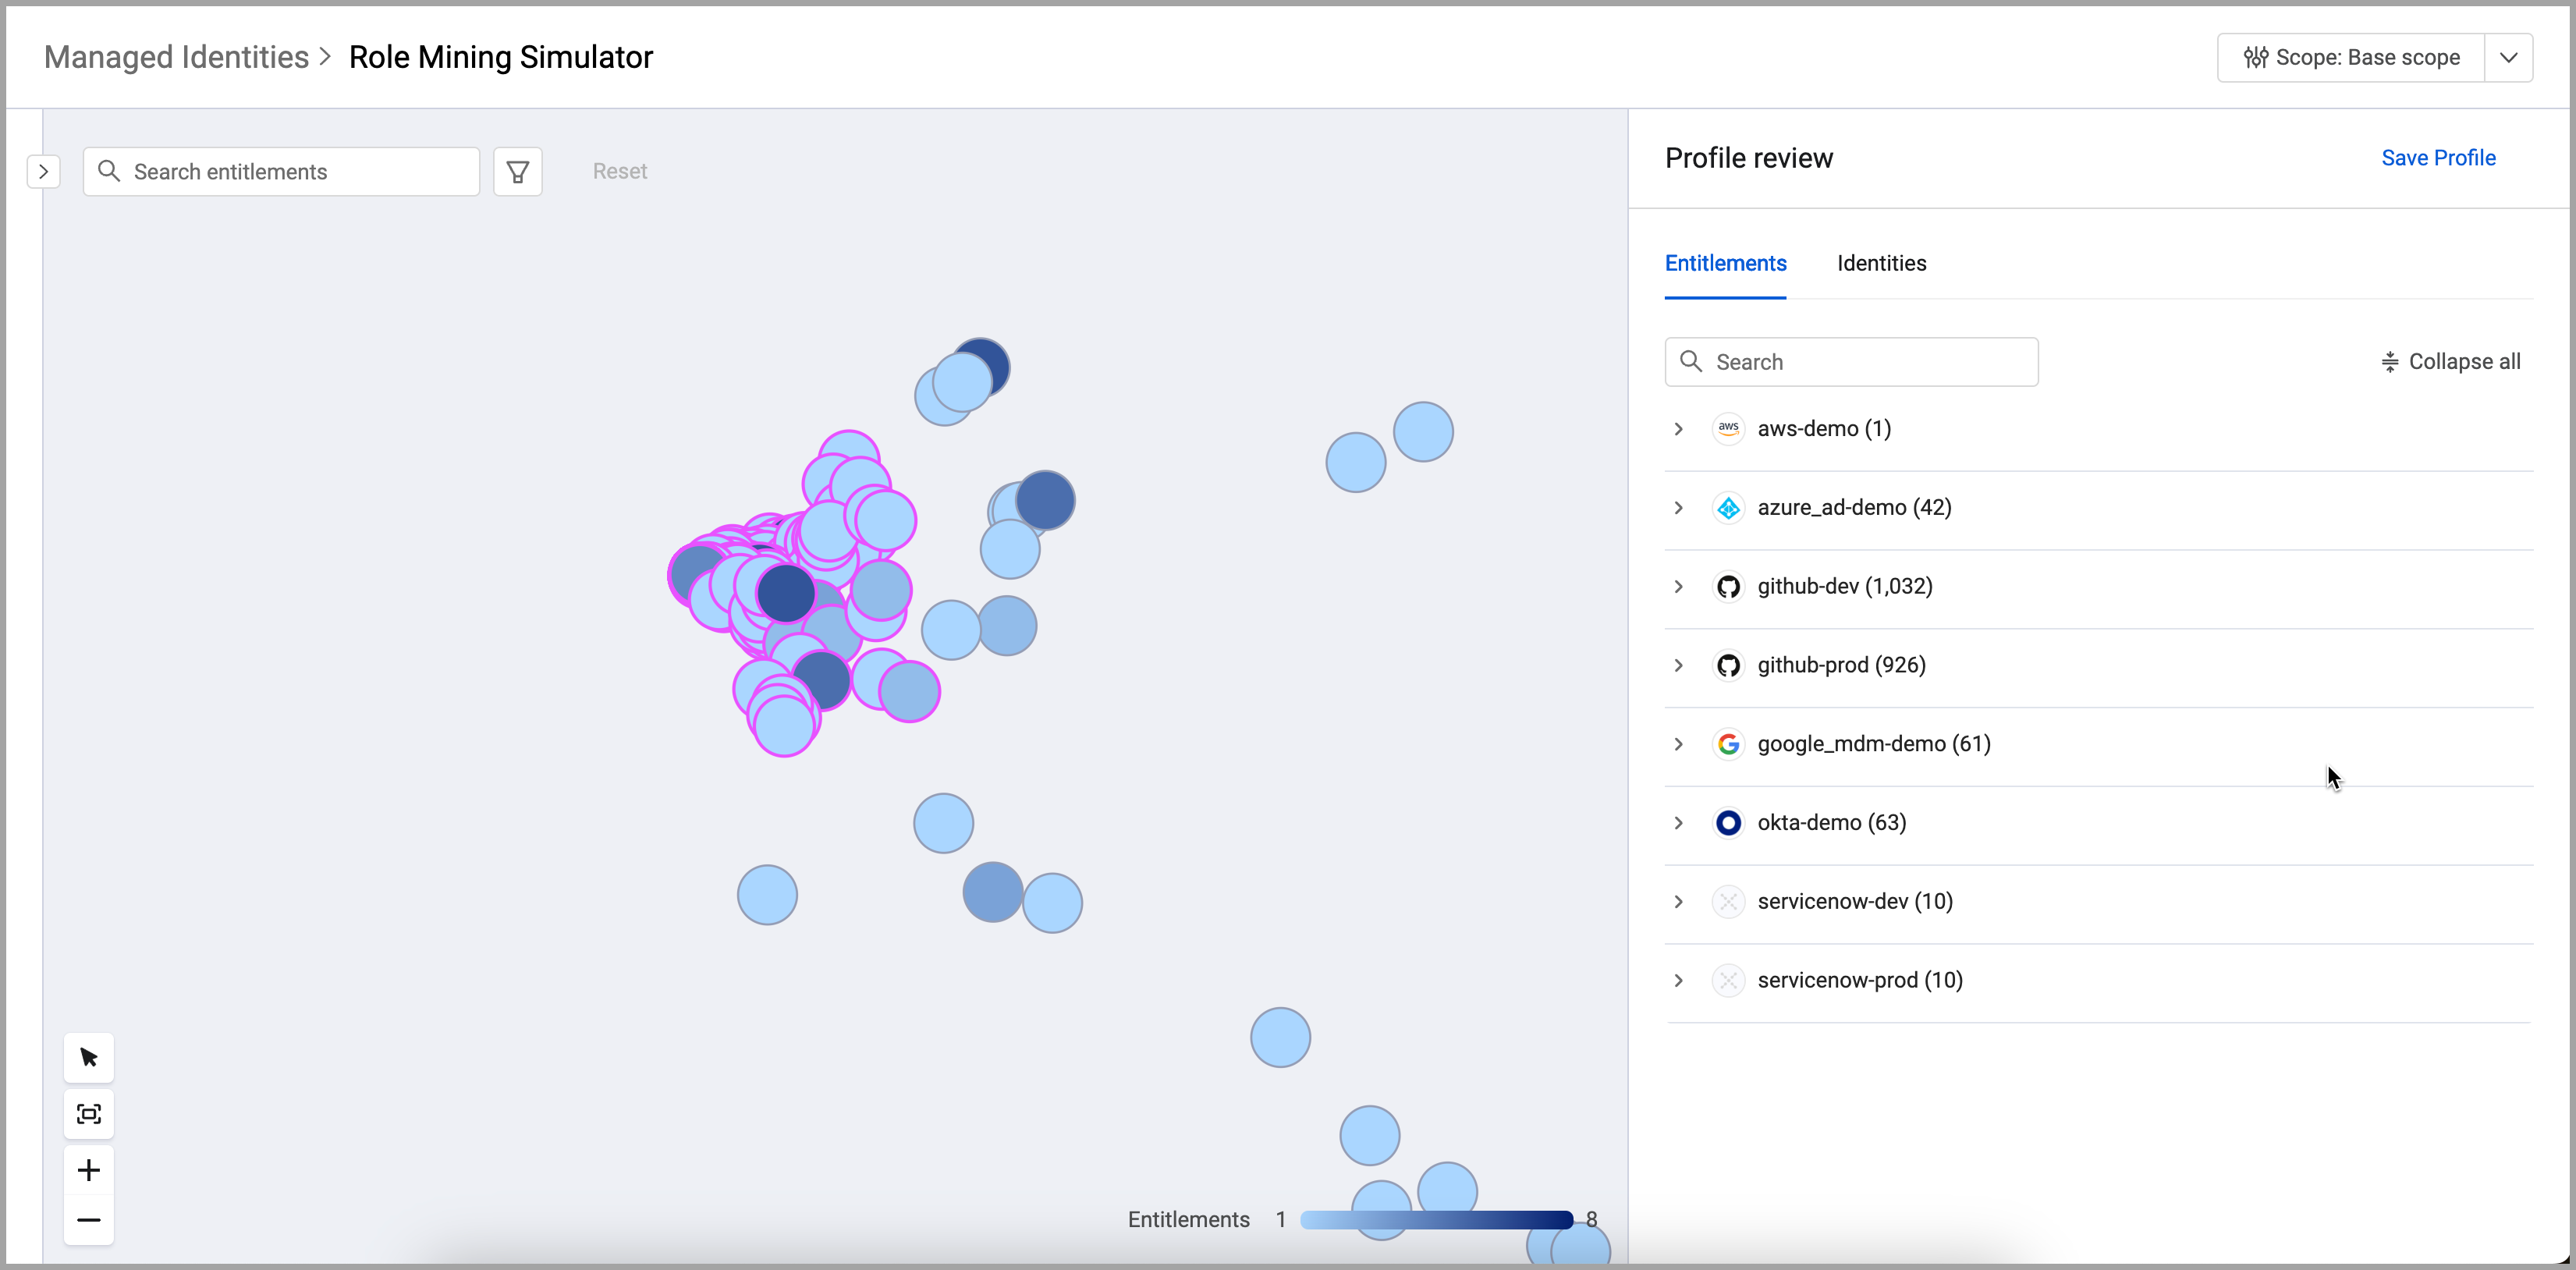 Managed Identities > Role Mining Simulator
Scope: Base scope
Search entitlements
Reset
Entitlements 1 8
Profile review
Save Profile
Entitlements Identities
Search
Collapse all
aws
aws-demo (1)
azure_ad-demo (42)
github-dev (1,032)
github-prod (926)
google_mdm-demo (61)
okta-demo (63)
servicenow-dev (10)
servicenow-prod (10)